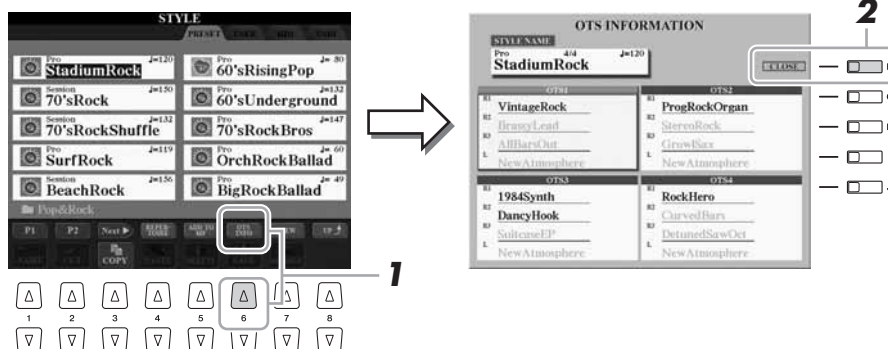 STYLE
PRESET USER
Pro ♩=120
StadiumRock
Pro ♩= 80
60'sRisingPop
Session ♩=150
70'sRock
Session ♩=132
60'sUnderground
Session ♩=132
70'sRockShuffle
Pro ♩=147
70'sRockBros
Pro ♩=119
SurfRock
Pro ♩= 60
OrchRockBallad
Session ♩=156
BeachRock
Pro ♩= 49
BigRockBallad
Pop&Rock
P1 P2 Next REPER-TOIRE ADD TO OTS INFO UP
COPY
1 2 3 4 5 6 7 8
1
2
OTS INFORMATION
STYLE NAME
Pro 4/4 ♩=120
StadiumRock
CLOSE
OTS1
R1 VintageRock
R2 BrassyLead
R3 AllBarsOut
L NewAtmosphere
OTS2
R1 ProgRockOrgan
R2 StereoRock
R3 GrowlSax
L NewAtmosphere
OTS3
R1 1984Synth
R2 DancyHook
R3 SuitcaseEP
L NewAtmosphere
OTS4
R1 RockHero
R2 CurvedBars
R3 DetunedSawOct
L NewAtmosphere